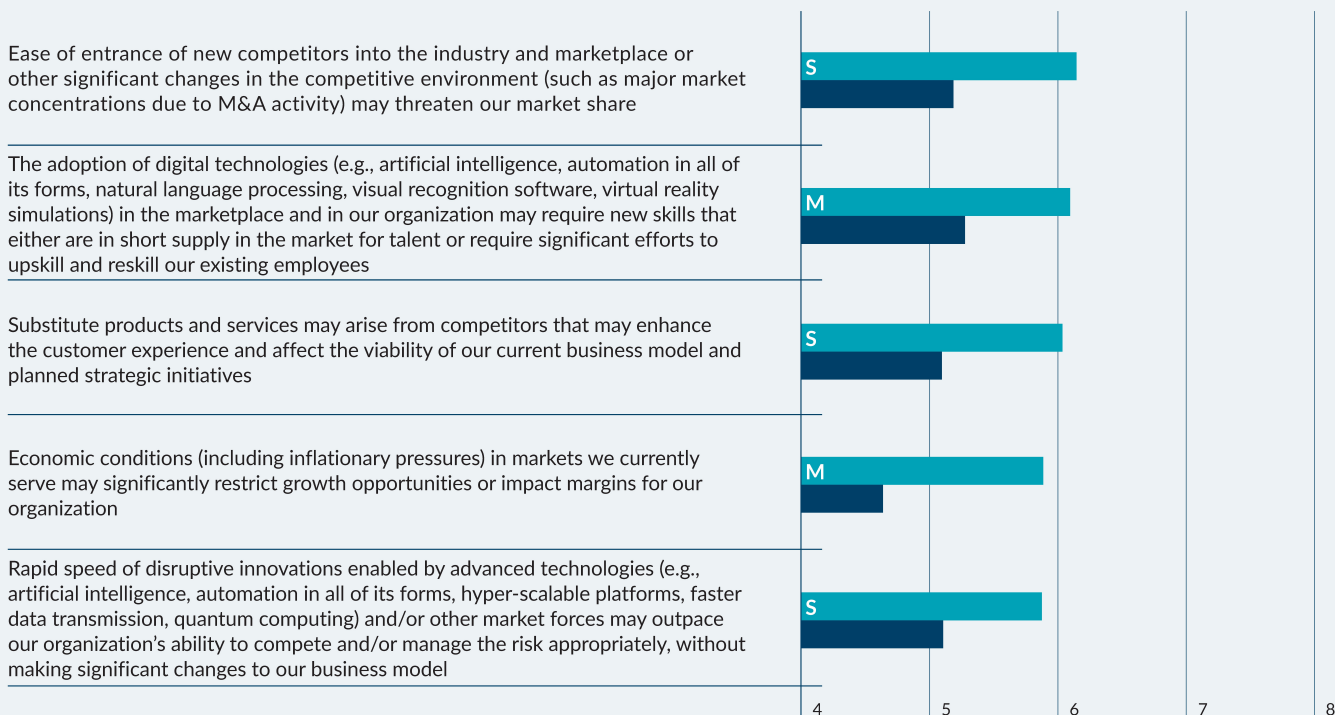 Ease of entrance of new competitors into the industry and marketplace or
other significant changes in the competitive environment (such as major market
concentrations due to M&A activity) may threaten our market share
S
The adoption of digital technologies (e.g., artificial intelligence, automation in all of
its forms, natural language processing, visual recognition software, virtual reality
simulations) in the marketplace and in our organization may require new skills that
either are in short supply in the market for talent or require significant efforts to
upskill and reskill our existing employees
M
Substitute products and services may arise from competitors that may enhance
the customer experience and affect the viability of our current business model and
planned strategic initiatives
S
Economic conditions (including inflationary pressures) in markets we currently
serve may significantly restrict growth opportunities or impact margins for our
organization
M
Rapid speed of disruptive innovations enabled by advanced technologies (e.g.,
artificial intelligence, automation in all of its forms, hyper-scalable platforms, faster
data transmission, quantum computing) and/or other market forces may outpace
our organization’s ability to compete and/or manage the risk appropriately, without
making significant changes to our business model
S
4 5 6 7 8